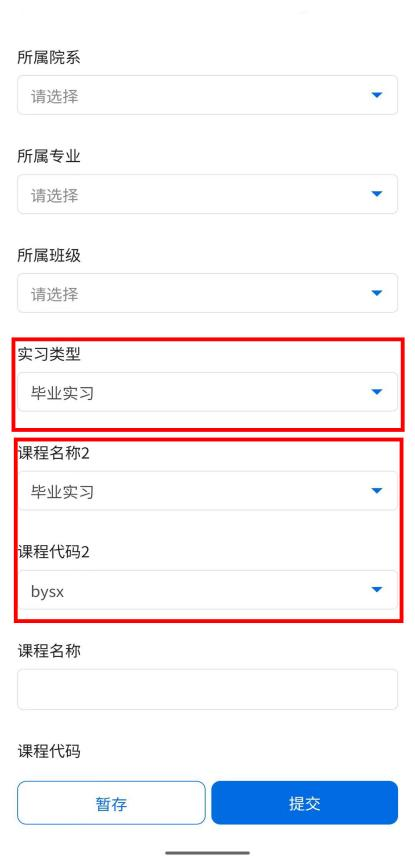 所属院系
请选择
所属专业
请选择
所属班级
请选择
实习类型
毕业实习
课程名称2
毕业实习
课程代码2
bysx
课程名称
课程代码
暂存
提交